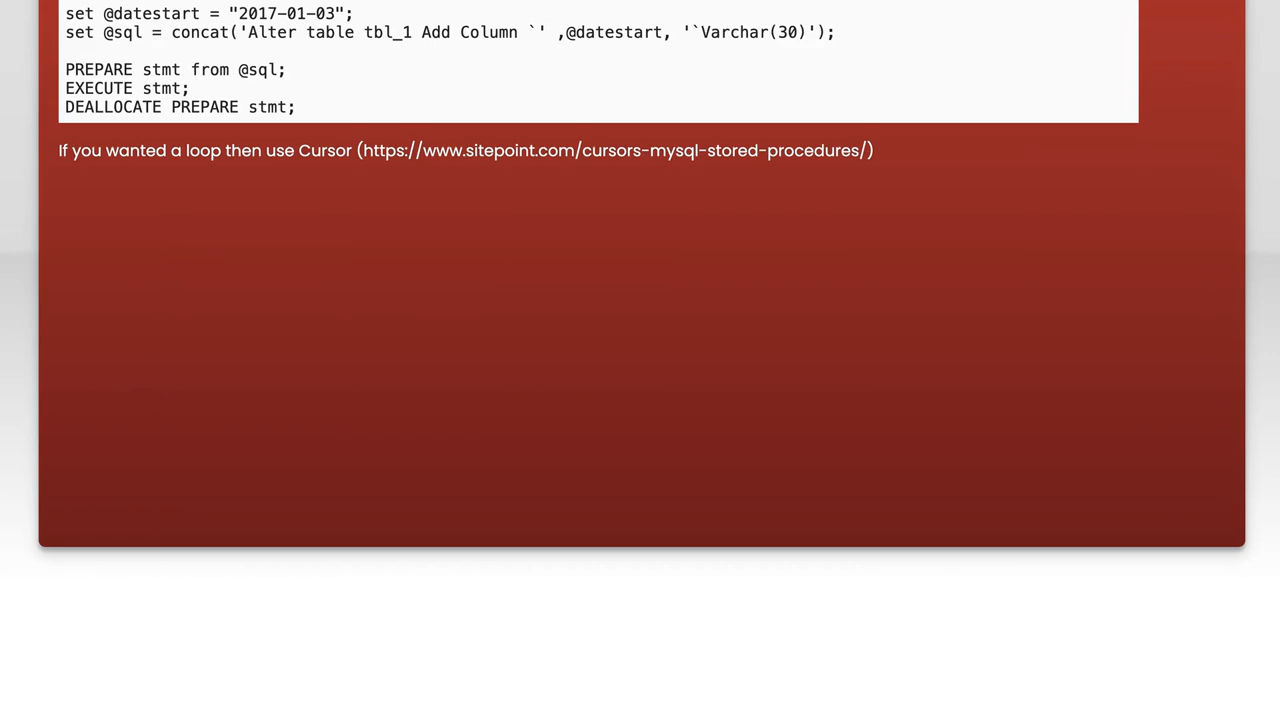 set @datestart = "2017-01-03";
set @sql = concat('Alter table tbl_1 Add Column `' ,@datestart, '`Varchar(30)');
PREPARE stmt from @sql;
EXECUTE stmt;
DEALLOCATE PREPARE stmt;
If you wanted a loop then use Cursor (https://www.sitepoint.com/cursors-mysql-stored-procedures/)